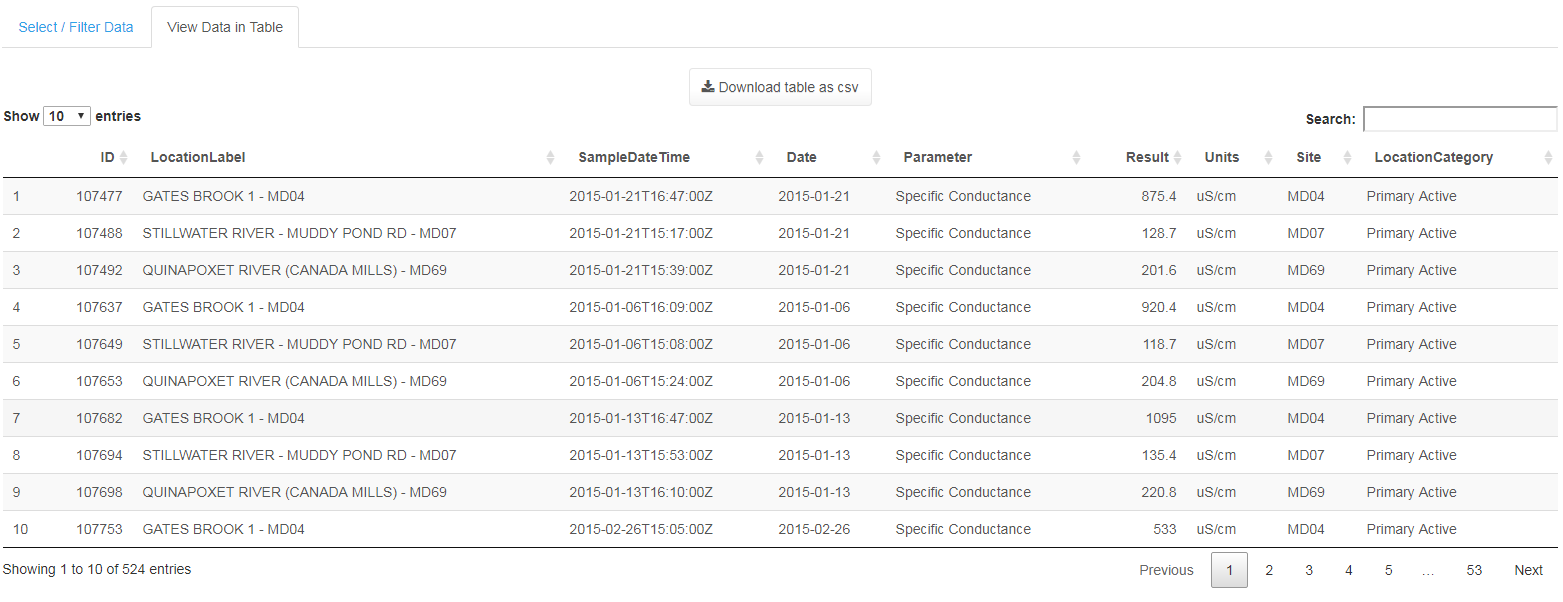 Select / Filter Data View Data in Table
Download table as csv
Show 10 entries Search:
ID LocationLabel SampleDateTime Date Parameter Result Units Site LocationCategory
1 107477 GATES BROOK 1 - MD04 2015-01-21T16:47:00Z 2015-01-21 Specific Conductance 875.4 uS/cm MD04 Primary Active
2 107488 STILLWATER RIVER - MUDDY POND RD - MD07 2015-01-21T15:17:00Z 2015-01-21 Specific Conductance 128.7 uS/cm MD07 Primary Active
3 107492 QUINAPOXET RIVER (CANADA MILLS) - MD69 2015-01-21T15:39:00Z 2015-01-21 Specific Conductance 201.6 uS/cm MD69 Primary Active
4 107637 GATES BROOK 1 - MD04 2015-01-06T16:09:00Z 2015-01-06 Specific Conductance 920.4 uS/cm MD04 Primary Active
5 107649 STILLWATER RIVER - MUDDY POND RD - MD07 2015-01-06T15:08:00Z 2015-01-06 Specific Conductance 118.7 uS/cm MD07 Primary Active
6 107653 QUINAPOXET RIVER (CANADA MILLS) - MD69 2015-01-06T15:24:00Z 2015-01-06 Specific Conductance 204.8 uS/cm MD69 Primary Active
7 107682 GATES BROOK 1 - MD04 2015-01-13T16:47:00Z 2015-01-13 Specific Conductance 1095 uS/cm MD04 Primary Active
8 107694 STILLWATER RIVER - MUDDY POND RD - MD07 2015-01-13T15:53:00Z 2015-01-13 Specific Conductance 135.4 uS/cm MD07 Primary Active
9 107698 QUINAPOXET RIVER (CANADA MILLS) - MD69 2015-01-13T16:10:00Z 2015-01-13 Specific Conductance 220.8 uS/cm MD69 Primary Active
10 107753 GATES BROOK 1 - MD04 2015-02-26T15:05:00Z 2015-02-26 Specific Conductance 533 uS/cm MD04 Primary Active
Showing 1 to 10 of 524 entries Previous 1 2 3 4 5 … 53 Next